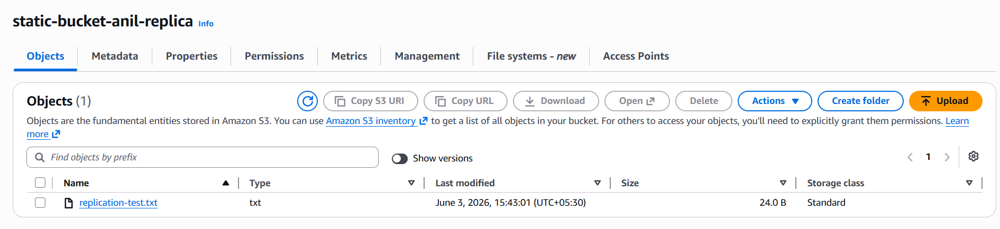 static-bucket-anil-replica Info
Objects Metadata Properties Permissions Metrics Management File systems - new Access Points
Objects (1) Copy S3 URI Copy URL Download Open Delete Actions Create folder Upload
Objects are the fundamental entities stored in Amazon S3. You can use Amazon S3 inventory to get a list of all objects in your bucket. For others to access your objects, you'll need to explicitly grant them permissions. Learn
more
Find objects by prefix Show versions 1
Name Type Last modified Size Storage class
replication-test.txt txt June 3, 2026, 15:43:01 (UTC+05:30) 24.0 B Standard